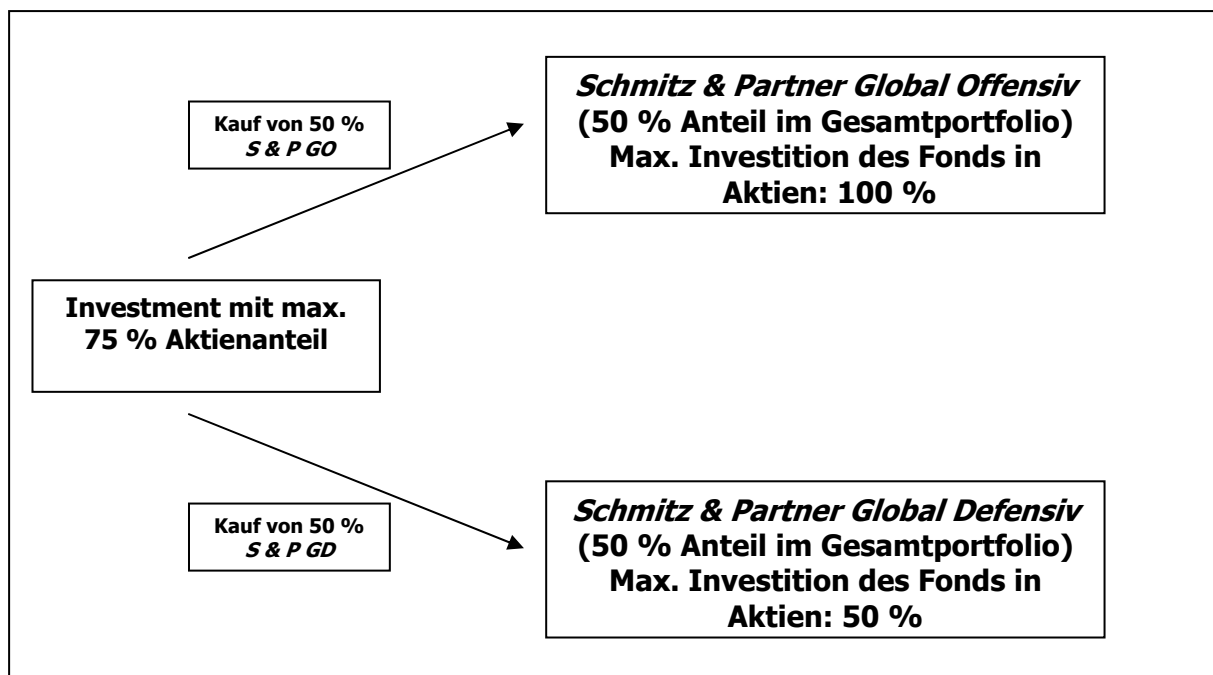 Kauf von 50 %
S & P GO
Schmitz & Partner Global Offensiv
(50 % Anteil im Gesamtportfolio)
Max. Investition des Fonds in
Aktien: 100 %
Investment mit max.
75 % Aktienanteil
Kauf von 50 %
S & P GD
Schmitz & Partner Global Defensiv
(50 % Anteil im Gesamtportfolio)
Max. Investition des Fonds in
Aktien: 50 %